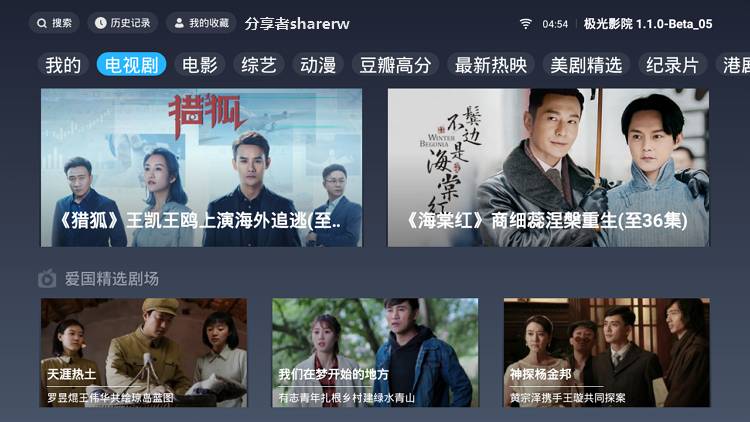 搜索 历史记录 我的收藏 分享者sharerw 04:54 极光影院 1.1.0-Beta_05
我的 电视剧 电影 综艺 动漫 豆瓣高分 最新热映 美剧精选 纪录片 港剧
猎狐
《猎狐》王凯王鸥上演海外追逃(至..
鬓边不是海棠红
WINTER
BEGONIA
《海棠红》商细蕊涅槃重生(至36集)
爱国精选剧场
天涯热土
罗昱焜王伟华共绘琼岛蓝图
我们在梦开始的地方
有志青年扎根乡村建绿水青山
神探杨金邦
黄宗泽携手王璇共同探案